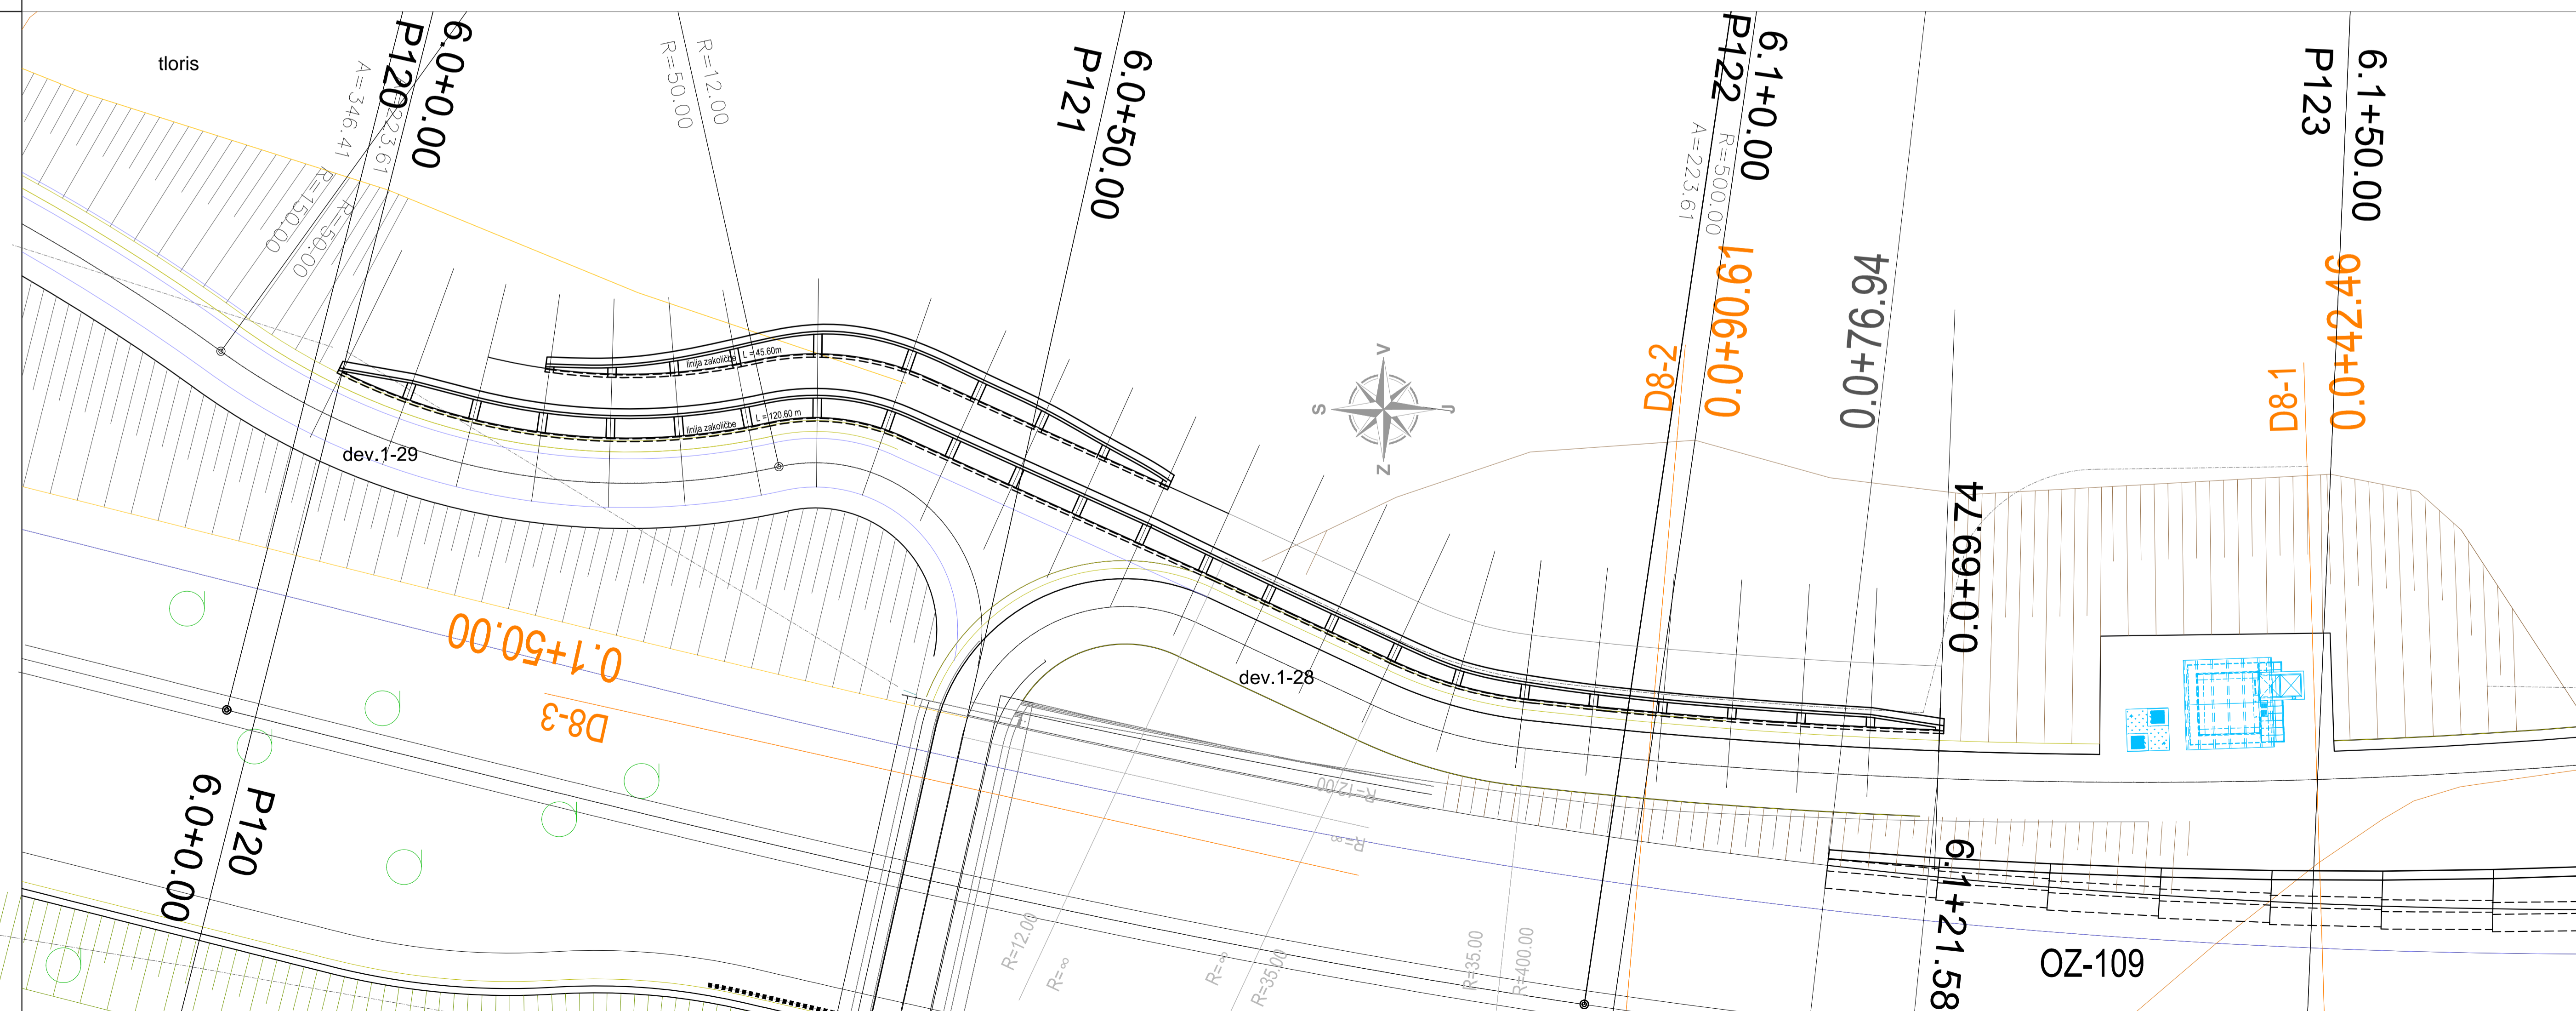 tloris
P120
6.0+0.00
A=346.41
223.61
R=150.00
R=50.00
R=50.00
R=12.00
P121
6.0+50.00
P122
6.1+0.00
A=223.61
R=500.00
P123
6.1+50.00
D8-2
0.0+90.61
0.0+76.94
D8-1
0.0+42.46
0.0+69.74
linija zakoličbe
L = 45.60m
linija zakoličbe
L = 120.60 m
V
S
J
Z
dev.1-29
dev.1-28
0.1+50.00
D8-3
R=12.00
R=∞
P120
6.0+0.00
R=12.00
R=∞
R=∞
R=35.00
R=35.00
R=400.00
6.1+21.58
OZ-109